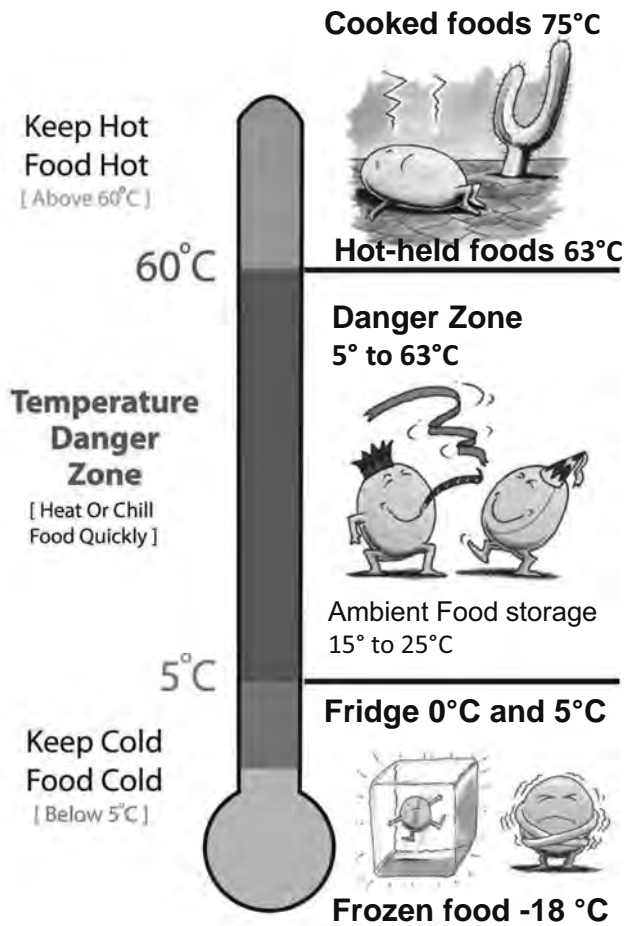 Cooked foods 75°C
Keep Hot
Food Hot
[ Above 60°C ]
Hot-held foods 63°C
60°C
Danger Zone
5° to 63°C
Temperature
Danger
Zone
[ Heat Or Chill
Food Quickly ]
Ambient Food storage
15° to 25°C
5°C
Fridge 0°C and 5°C
Keep Cold
Food Cold
[ Below 5°C ]
Frozen food -18 °C